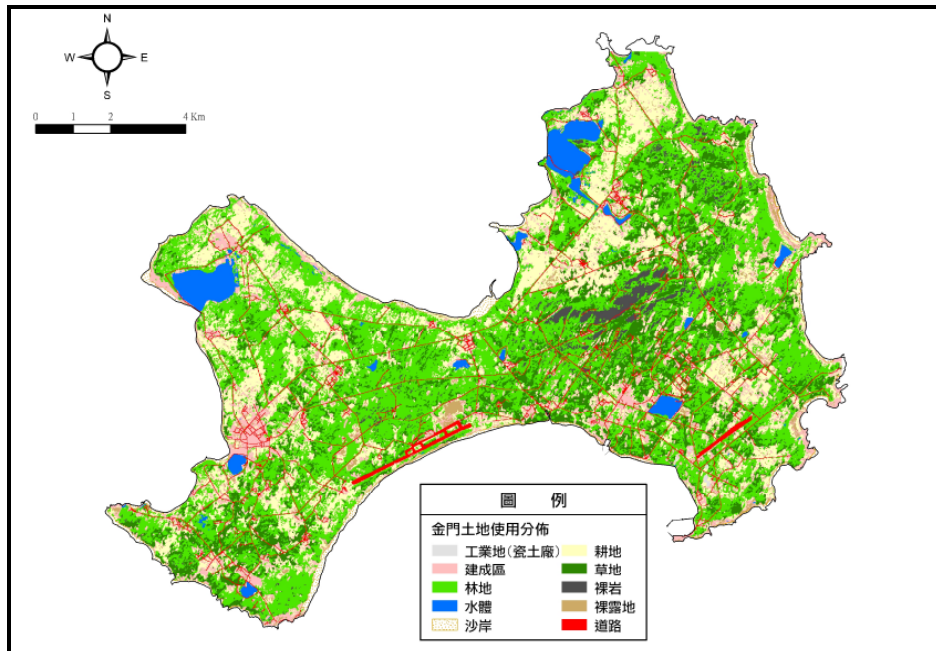 N
W E
S
0 1 2 4 Km
圖 例
金門土地使用分佈
工業地(瓷土廠) 耕地
建成區 草地
林地 裸岩
水體 裸露地
沙岸 道路